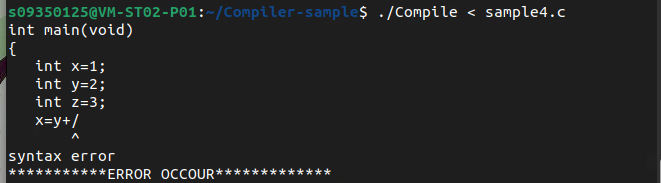 s09350125@VM-ST02-P01:~/Compiler-sample$ ./Compile < sample4.c
int main(void)
{
   int x=1;
   int y=2;
   int z=3;
   x=y+/
       ^
syntax error
***********ERROR OCCOUR*************